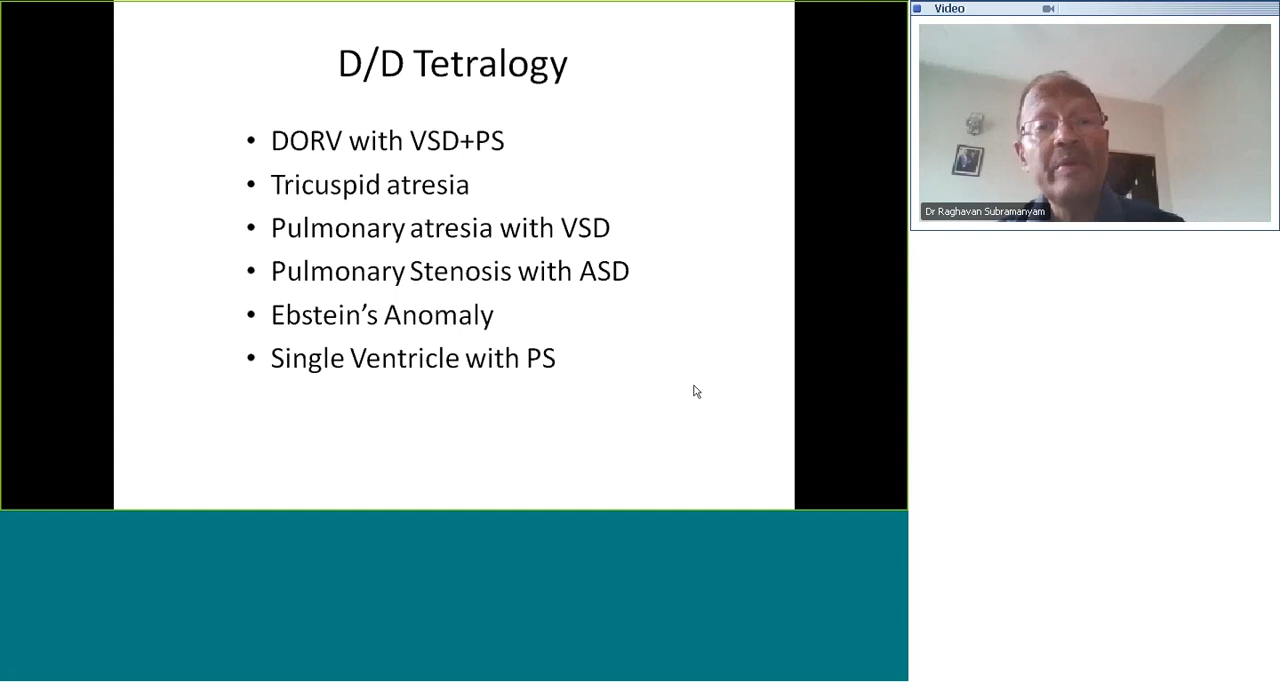 D/D Tetralogy
• DORV with VSD+PS
• Tricuspid atresia
• Pulmonary atresia with VSD
• Pulmonary Stenosis with ASD
• Ebstein’s Anomaly
• Single Ventricle with PS
Video
Dr Raghavan Subramanyam